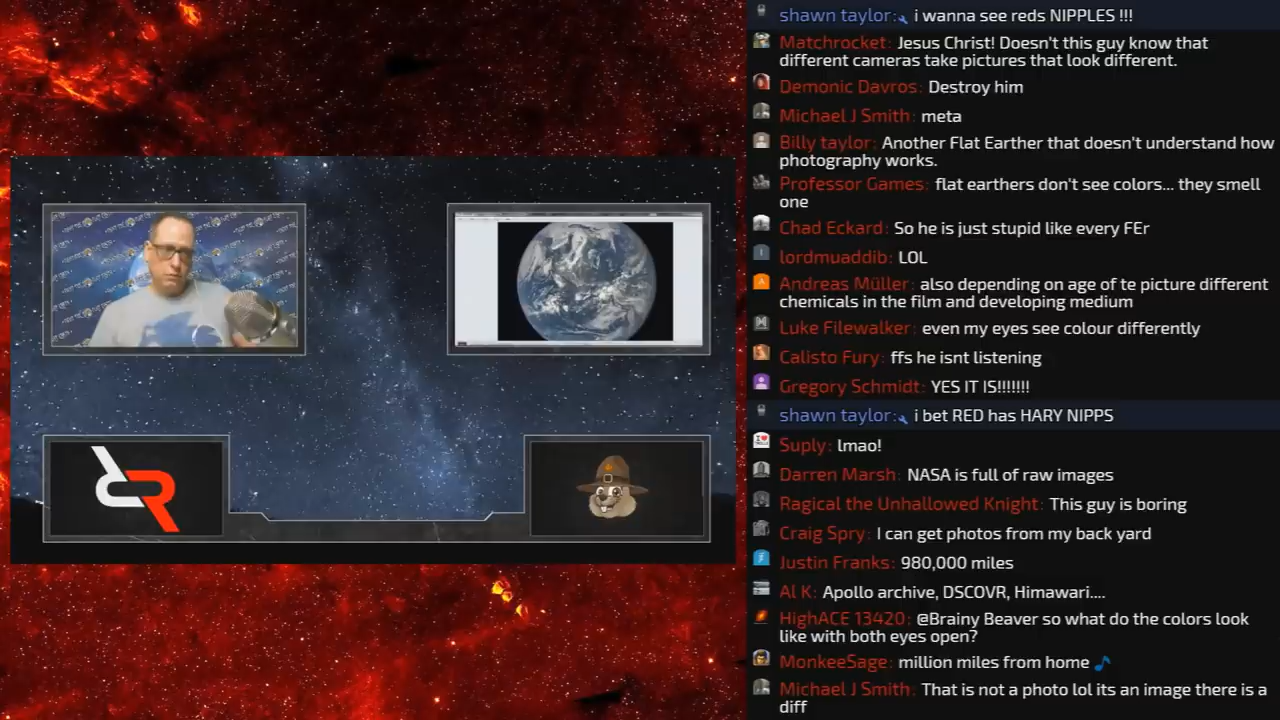 shawn taylor: i wanna see reds NIPPLES !!!
Matchrocket: Jesus Christ! Doesn't this guy know that
different cameras take pictures that look different.
Demonic Davros: Destroy him
Michael J Smith: meta
Billy taylor: Another Flat Earther that doesn't understand how
photography works.
Professor Games: flat earthers don't see colors... they smell
one
Chad Eckard: So he is just stupid like every FEr
lordmuaddib: LOL
Andreas Müller: also depending on age of te picture different
chemicals in the film and developing medium
Luke Filewalker: even my eyes see colour differently
Calisto Fury: ffs he isnt listening
Gregory Schmidt: YES IT IS!!!!!!!
shawn taylor: i bet RED has HARY NIPPS
Suply: lmao!
Darren Marsh: NASA is full of raw images
Ragical the Unhallowed Knight: This guy is boring
Craig Spry: I can get photos from my back yard
Justin Franks: 980,000 miles
Al K: Apollo archive, DSCOVR, Himawari....
HighACE 13420: @Brainy Beaver so what do the colors look
like with both eyes open?
MonkeeSage: million miles from home 🎵
Michael J Smith: That is not a photo lol its an image there is a
diff